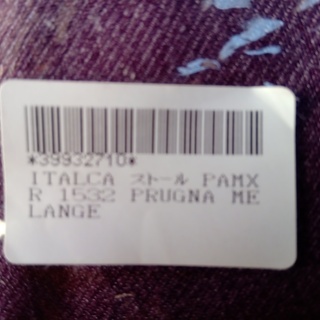 *39932710*
ITALCA ストール PAMX
R 1532 PRUGNA ME
LANGE